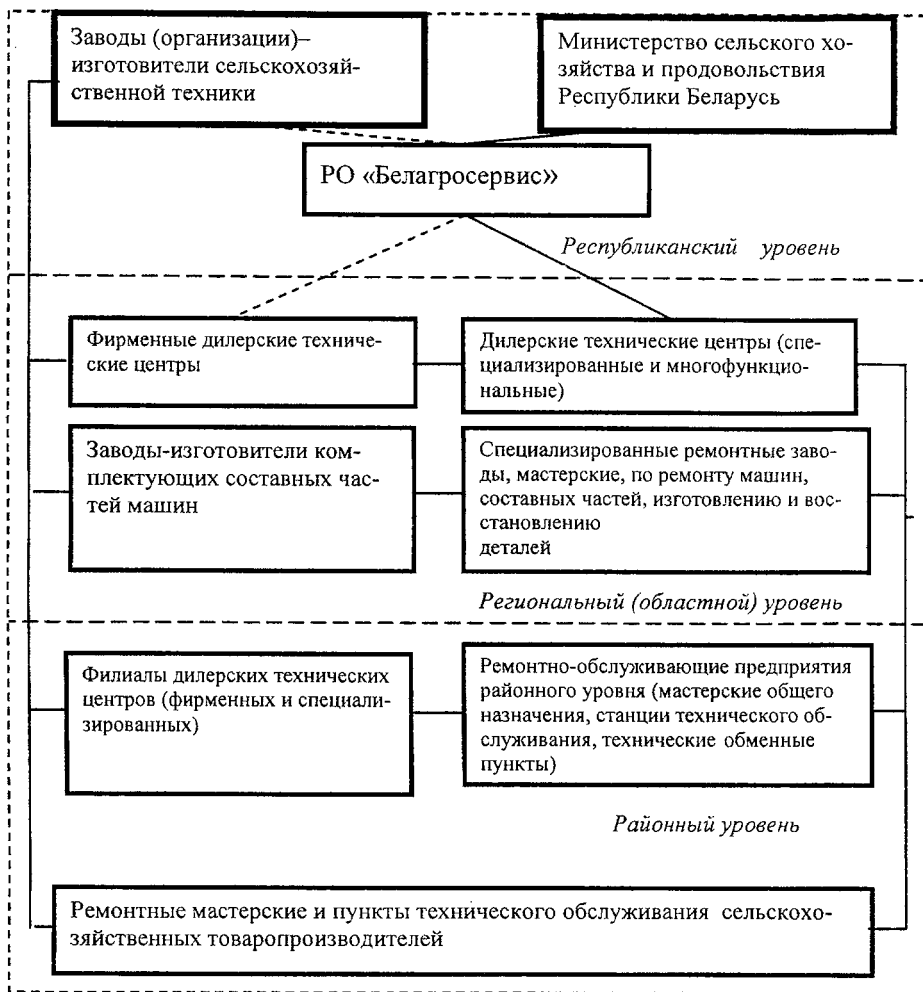 Заводы (организации)–
изготовители сельскохозяй-
ственной техники
Министерство сельского хо-
зяйства и продовольствия
Республики Беларусь
РО «Белагросервис»
Республиканский уровень
Фирменные дилерские техниче-
ские центры
Дилерские технические центры (спе-
циализированные и многофункцио-
нальные)
Заводы-изготовители ком-
плектующих составных час-
тей машин
Специализированные ремонтные заво-
ды, мастерские, по ремонту машин,
составных частей, изготовлению и вос-
становлению
деталей
Региональный (областной) уровень
Филиалы дилерских технических
центров (фирменных и специали-
зированных)
Ремонтно-обслуживающие предприятия
районного уровня (мастерские общего
назначения, станции технического об-
служивания, технические обменные
пункты)
Районный уровень
Ремонтные мастерские и пункты технического обслуживания сельскохо-
зяйственных товаропроизводителей